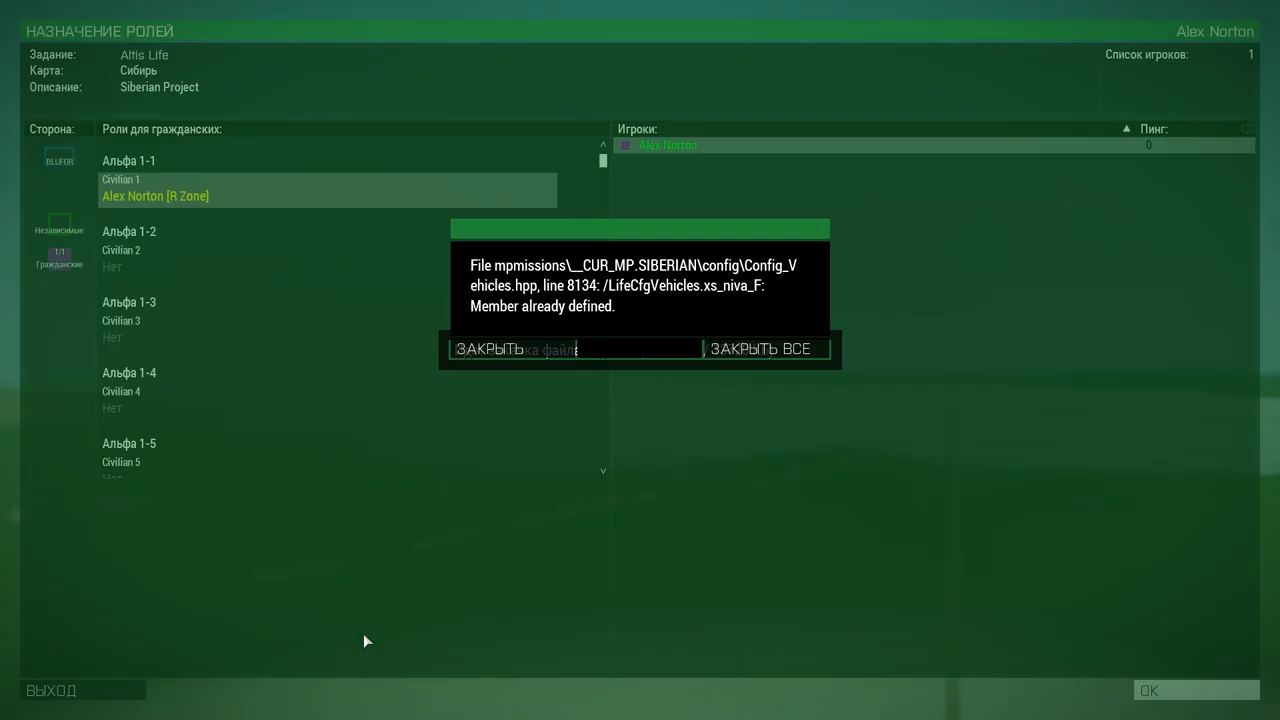 НАЗНАЧЕНИЕ РОЛЕЙ
Alex Norton
Задание: Altis Life
Список игроков: 1
Карта: Сибирь
Описание: Siberian Project
Сторона:
Роли для гражданских:
Игроки:
Пинг:
BLUFOR
Независимые
1/1
Гражданские
Альфа 1-1
Civilian 1
Alex Norton [R Zone]
Альфа 1-2
Civilian 2
Нет
Альфа 1-3
Civilian 3
Нет
Альфа 1-4
Civilian 4
Нет
Альфа 1-5
Civilian 5
Нет
Alex Norton 0
File mpmissions\__CUR_MP.SIBERIAN\config\Config_V
ehicles.hpp, line 8134: /LifeCfgVehicles.xs_niva_F:
Member already defined.
ЗАКРЫТЬ
файла
ЗАКРЫТЬ ВСЕ
ВЫХОД
OK